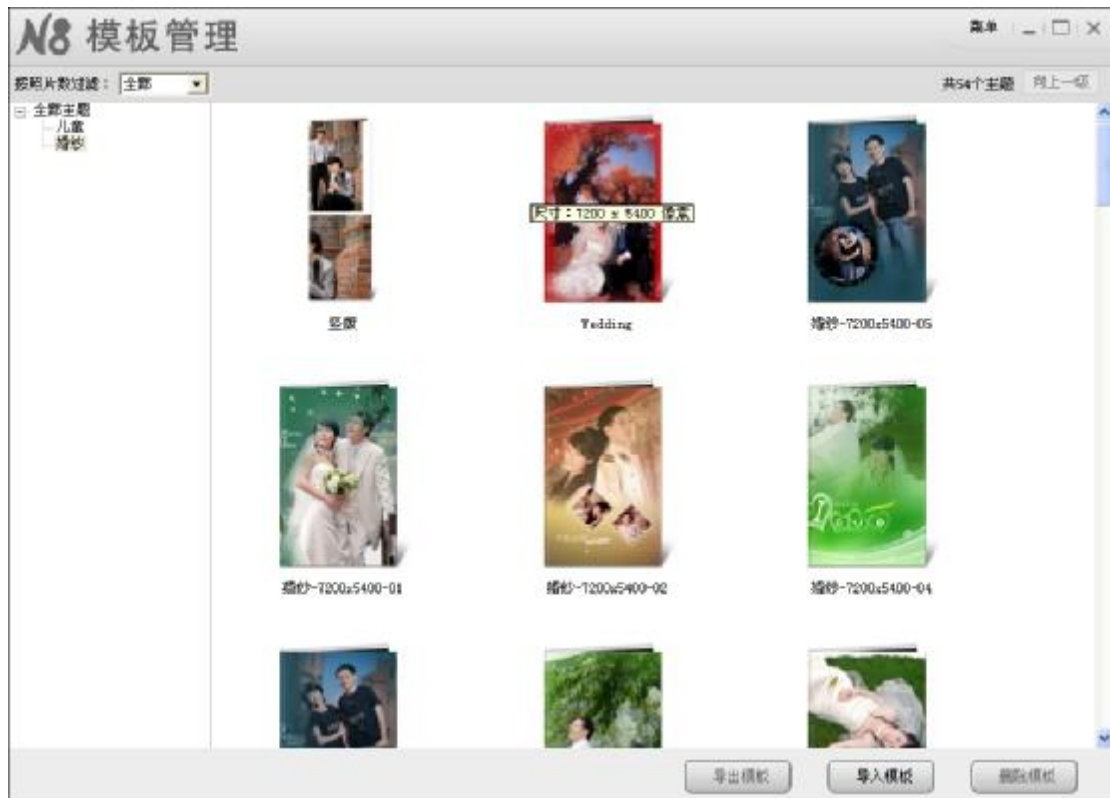 N8 模板管理
菜单
按照片数过滤： 全部
共54个主题 向上一级
全部主题
儿童
婚纱
尺寸：7200 x 5400 像素
竖版
Wedding
婚纱-7200x5400-05
婚纱-7200x5400-01
婚纱-7200x5400-02
婚纱-7200x5400-04
Love
导出模板
导入模板
删除模板